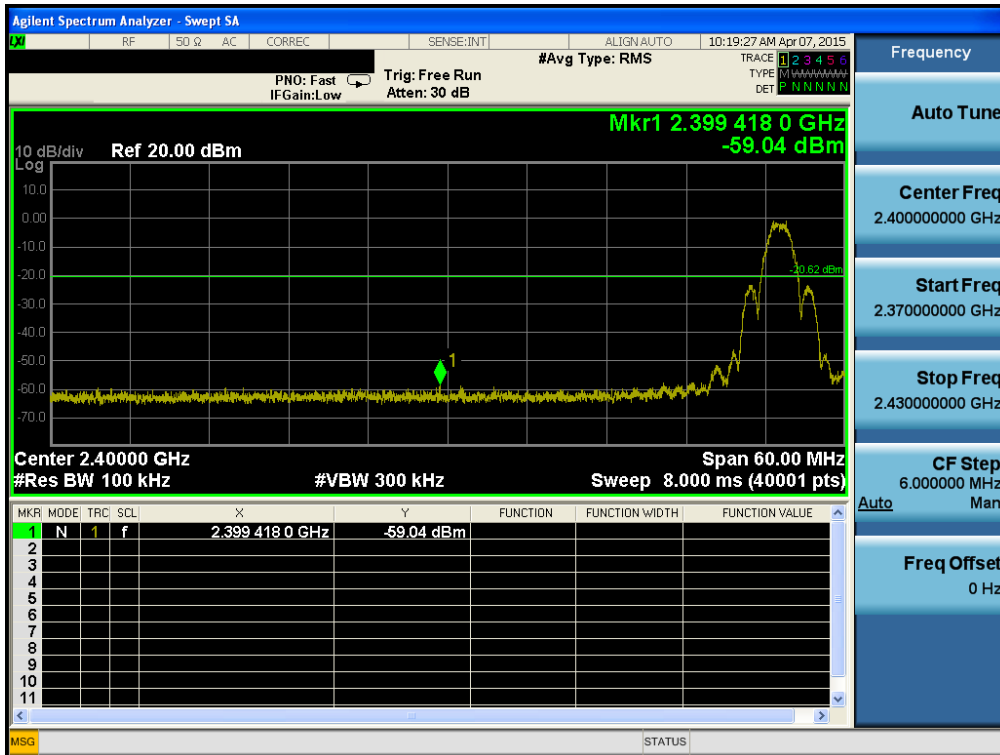 Agilent Spectrum Analyzer - Swept SA
LXI RF 50 Ω AC CORREC SENSE:INT ALIGN AUTO 10:19:27 AM Apr 07, 2015
#Avg Type: RMS
TRACE 1 2 3 4 5 6
TYPE M
DET P N N N N N
PNO: Fast
IFGain:Low
Trig: Free Run
Atten: 30 dB
Mkr1 2.399 418 0 GHz
-59.04 dBm
10 dB/div
Log
Ref 20.00 dBm
10.0
0.00
-10.0
-20.0
-30.0
-40.0
-50.0
-60.0
-70.0
-20.62 dBm
1
Center 2.40000 GHz
Span 60.00 MHz
#Res BW 100 kHz
#VBW 300 kHz
Sweep 8.000 ms (40001 pts)
MKR MODE TRC SCL X Y FUNCTION FUNCTION WIDTH FUNCTION VALUE
1 N 1 f 2.399 418 0 GHz -59.04 dBm
2
3
4
5
6
7
8
9
10
11
MSG
STATUS
Frequency
Auto Tune
Center Freq
2.400000000 GHz
Start Freq
2.370000000 GHz
Stop Freq
2.430000000 GHz
CF Step
6.000000 MHz
Auto Man
Freq Offset
0 Hz